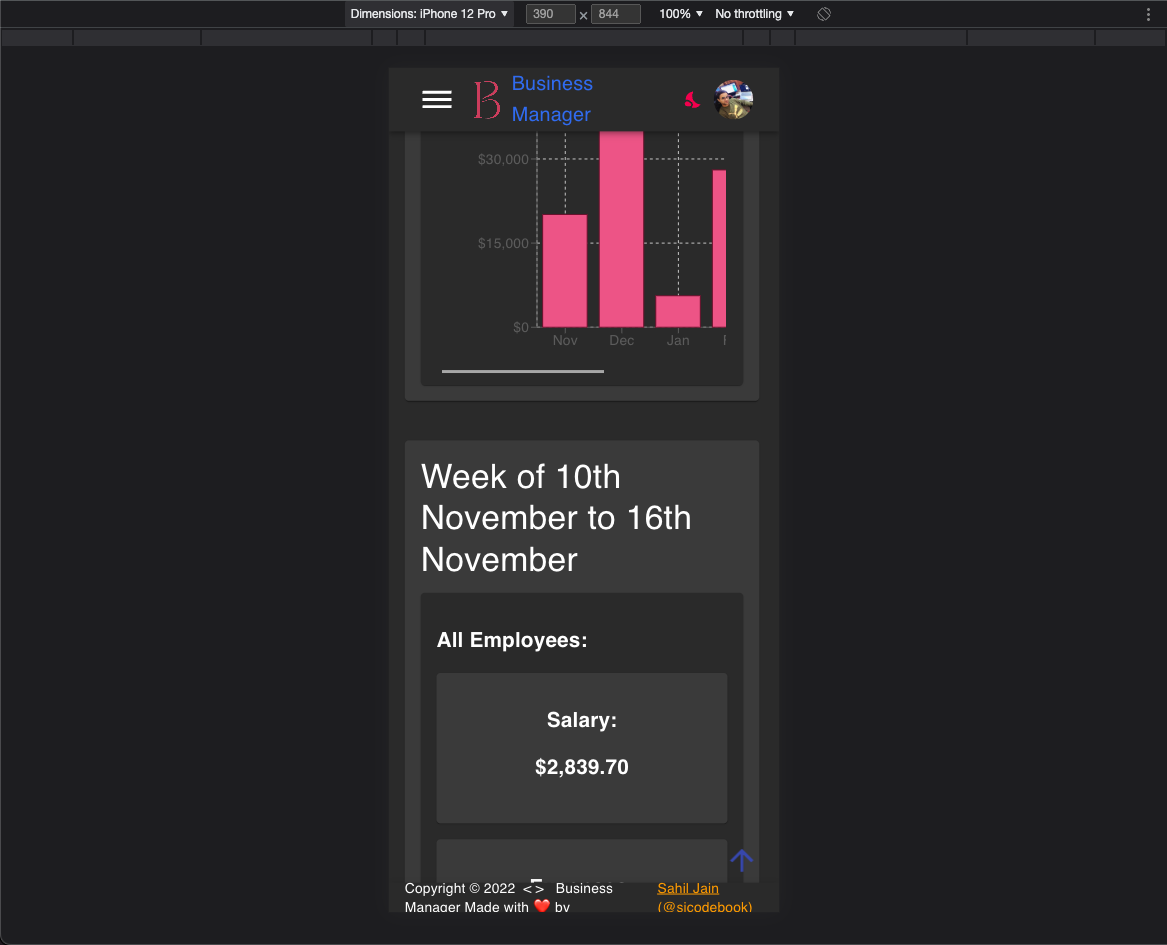 Dimensions: iPhone 12 Pro ▼ 390 × 844 100% ▼ No throttling ▼
B Business
Manager
$30,000
$15,000
$0
Nov Dec Jan
Week of 10th
November to 16th
November
All Employees:
Salary:
$2,839.70
Copyright © 2022 <> Business
Manager Made with ❤️ by
Sahil Jain
(@sicodebook)